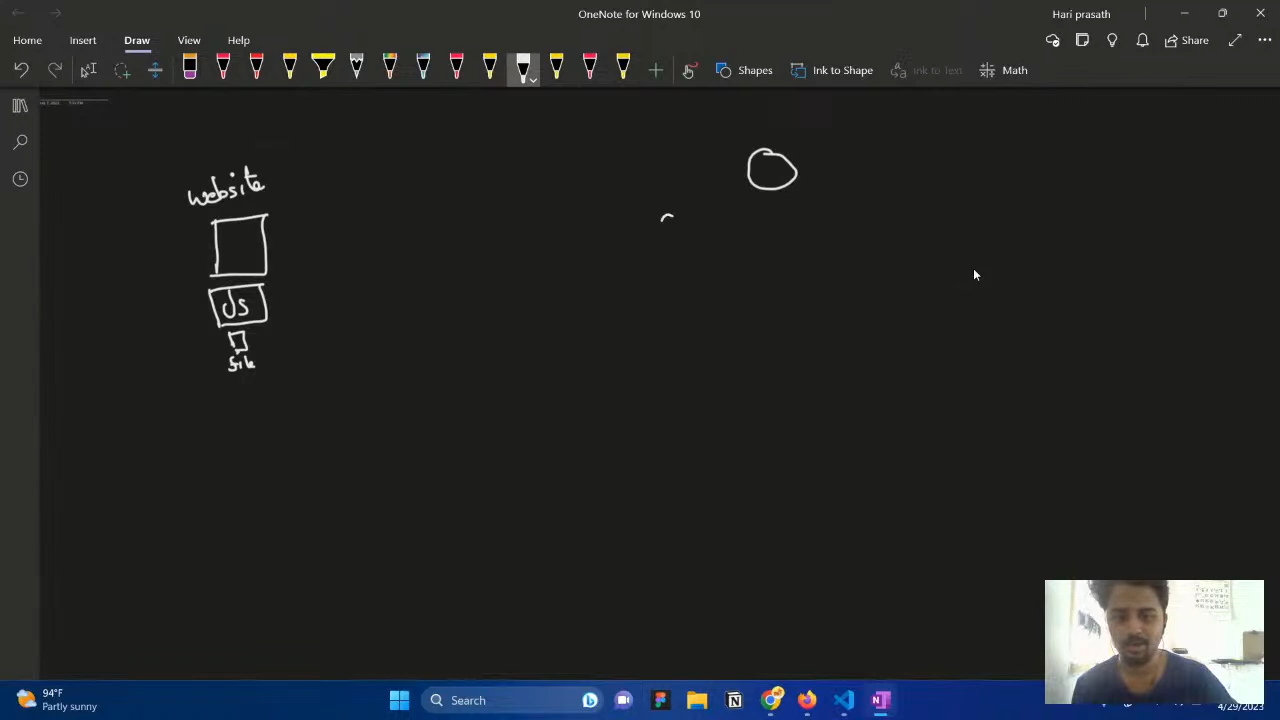 OneNote for Windows 10
Hari prasath
Home Insert Draw View Help
Share
Shapes Ink to Shape Ink to Text Math
website
JS
94°F
Partly sunny
Search